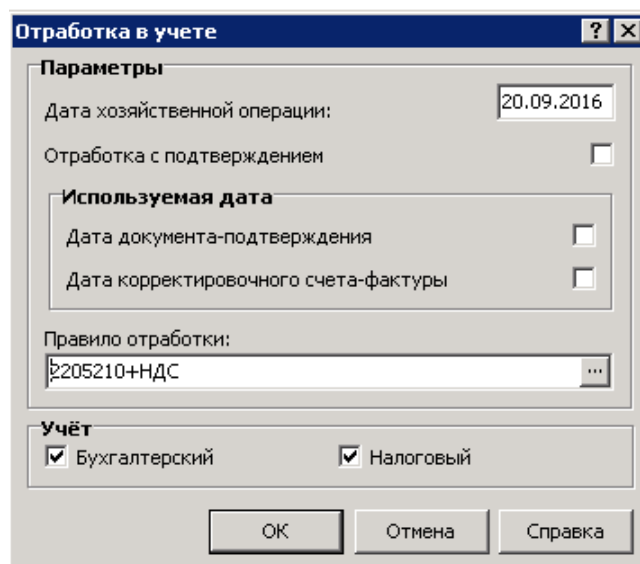 Отработка в учете
Параметры
Дата хозяйственной операции:
20.09.2016
Отработка с подтверждением
Используемая дата
Дата документа-подтверждения
Дата корректировочного счета-фактуры
Правило отработки:
2205210+НДС
...
Учёт
Бухгалтерский
Налоговый
ОК
Отмена
Справка